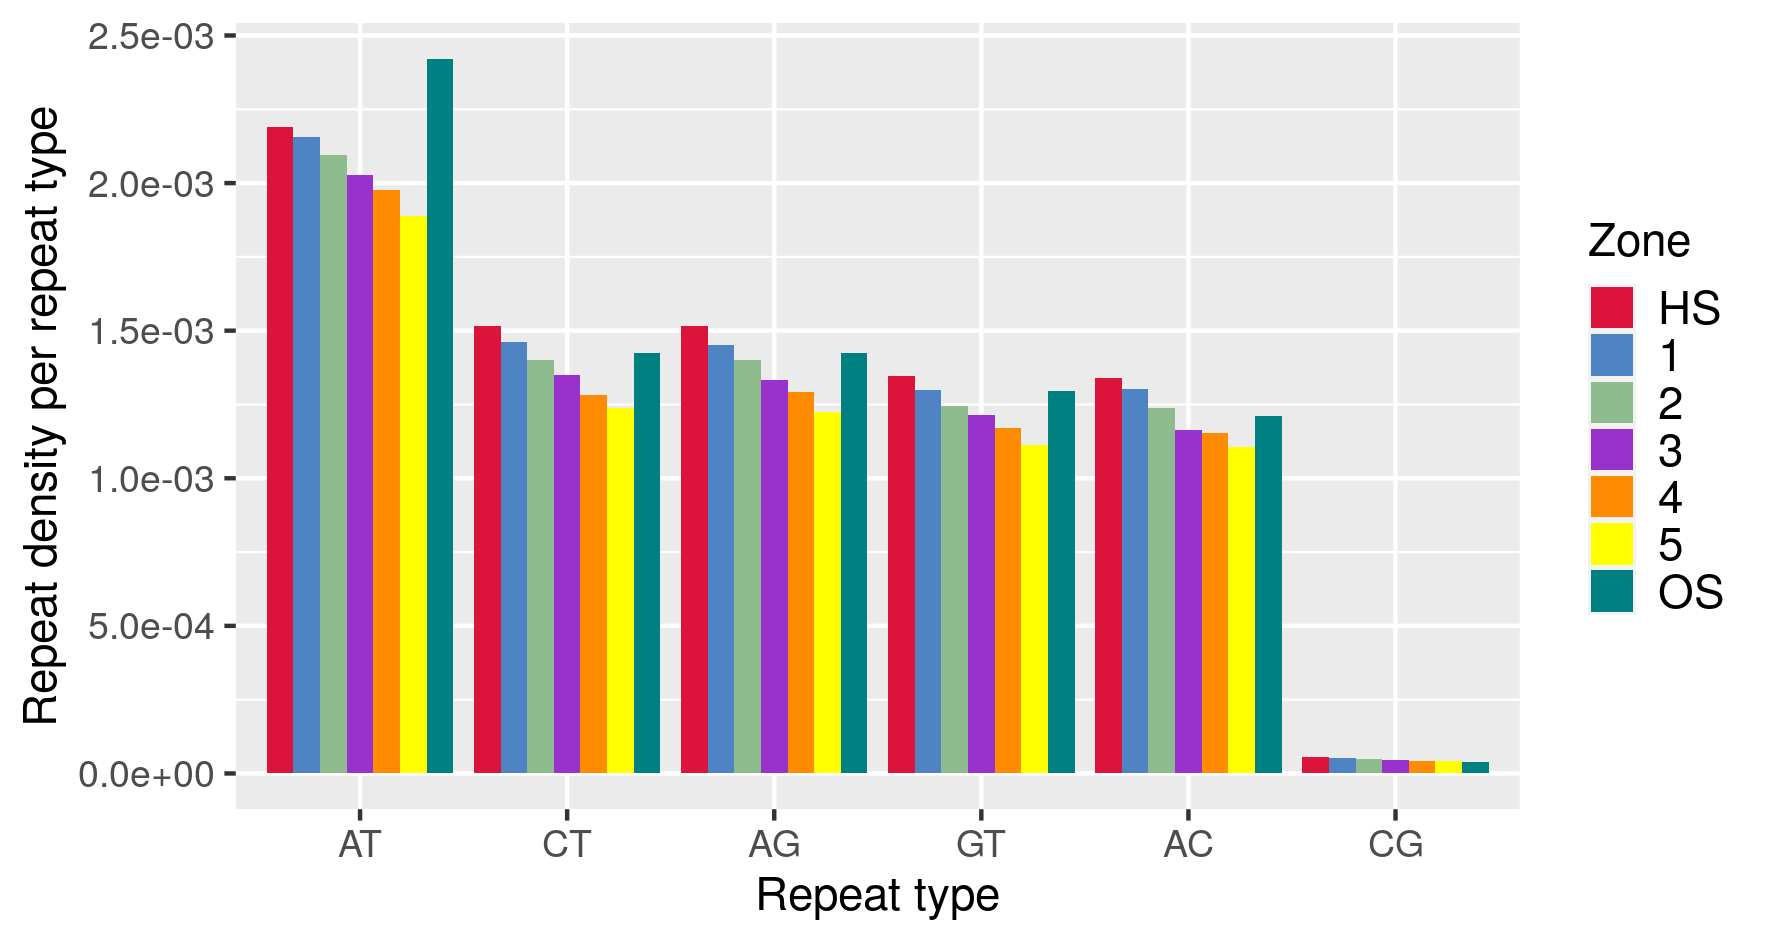 Repeat density per repeat type
2.5e-03
2.0e-03
1.5e-03
1.0e-03
5.0e-04
0.0e+00
AT CT AG GT AC CG
Repeat type
Zone
HS
1
2
3
4
5
OS